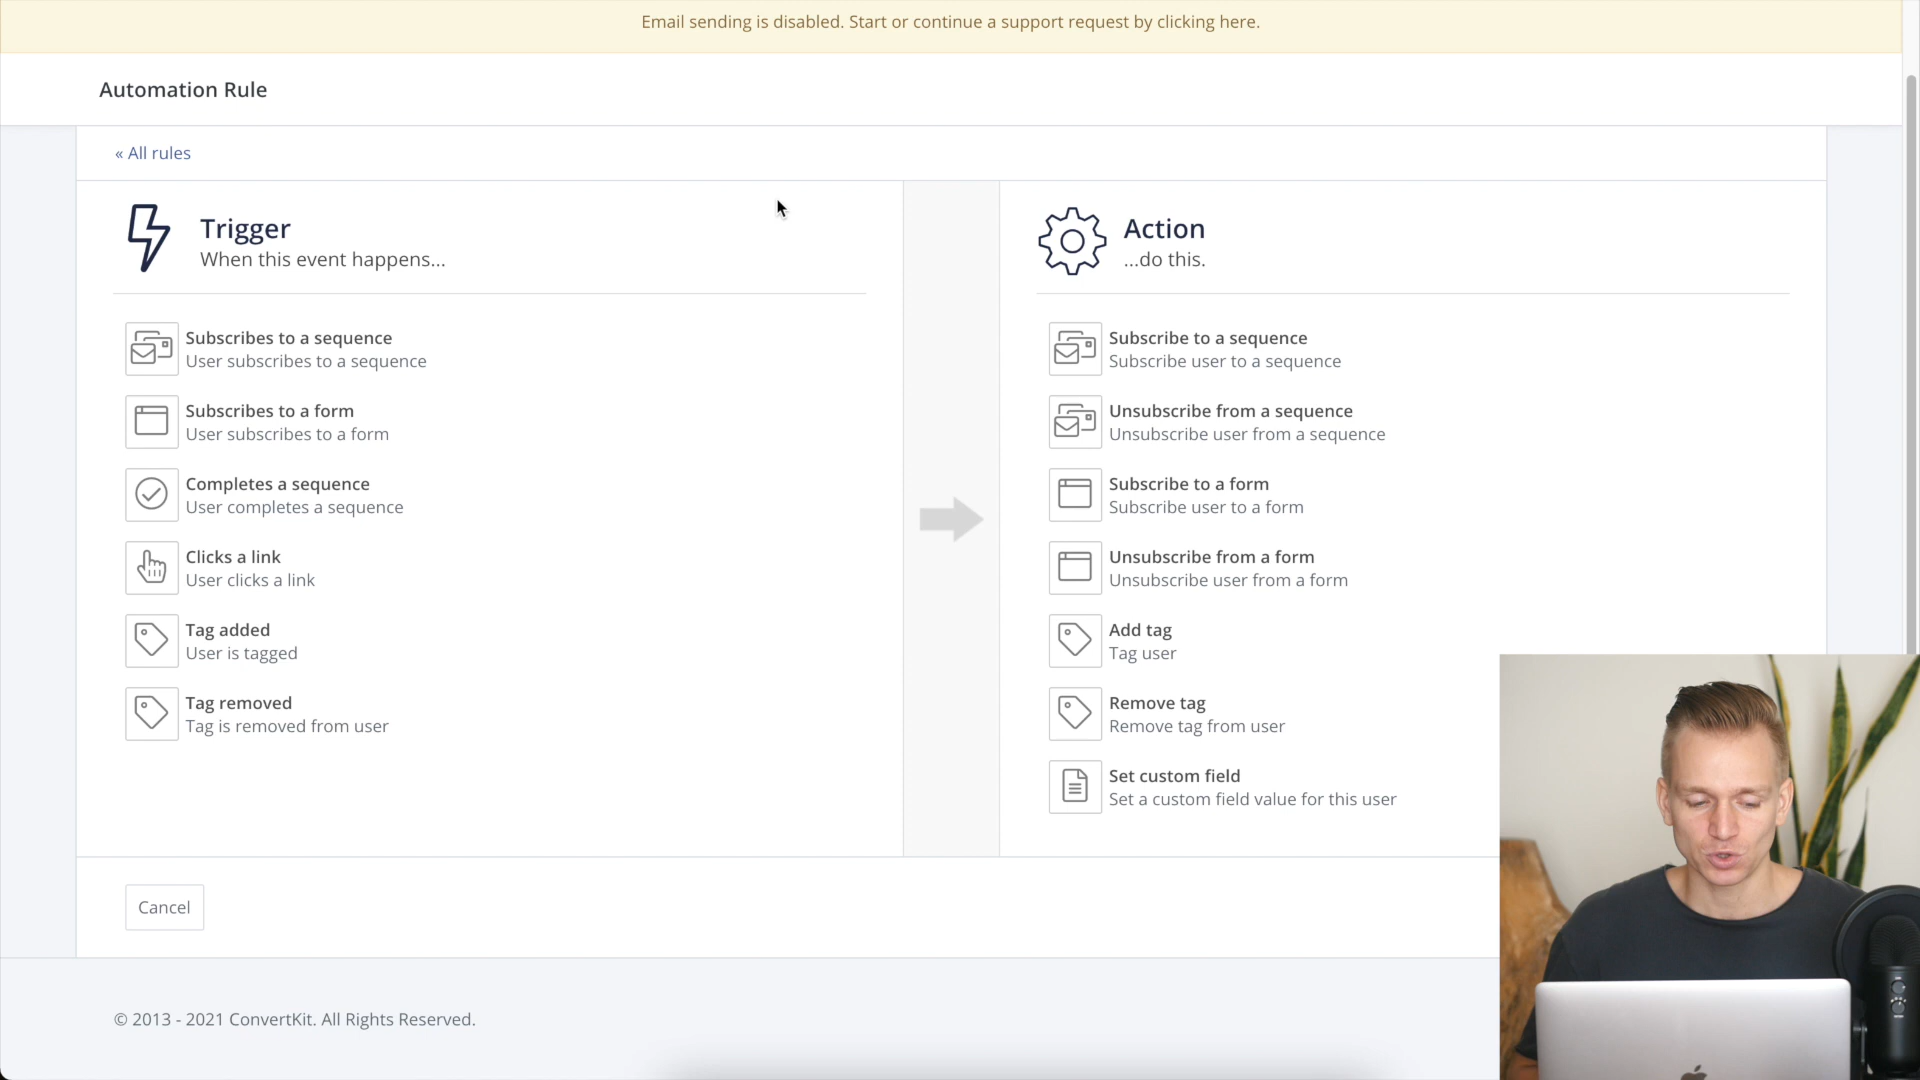 Email sending is disabled. Start or continue a support request by clicking here.
Automation Rule
« All rules
Trigger
When this event happens...
Subscribes to a sequence
User subscribes to a sequence
Subscribes to a form
User subscribes to a form
Completes a sequence
User completes a sequence
Clicks a link
User clicks a link
Tag added
User is tagged
Tag removed
Tag is removed from user
Action
...do this.
Subscribe to a sequence
Subscribe user to a sequence
Unsubscribe from a sequence
Unsubscribe user from a sequence
Subscribe to a form
Subscribe user to a form
Unsubscribe from a form
Unsubscribe user from a form
Add tag
Tag user
Remove tag
Remove tag from user
Set custom field
Set a custom field value for this user
Cancel
© 2013 - 2021 ConvertKit. All Rights Reserved.